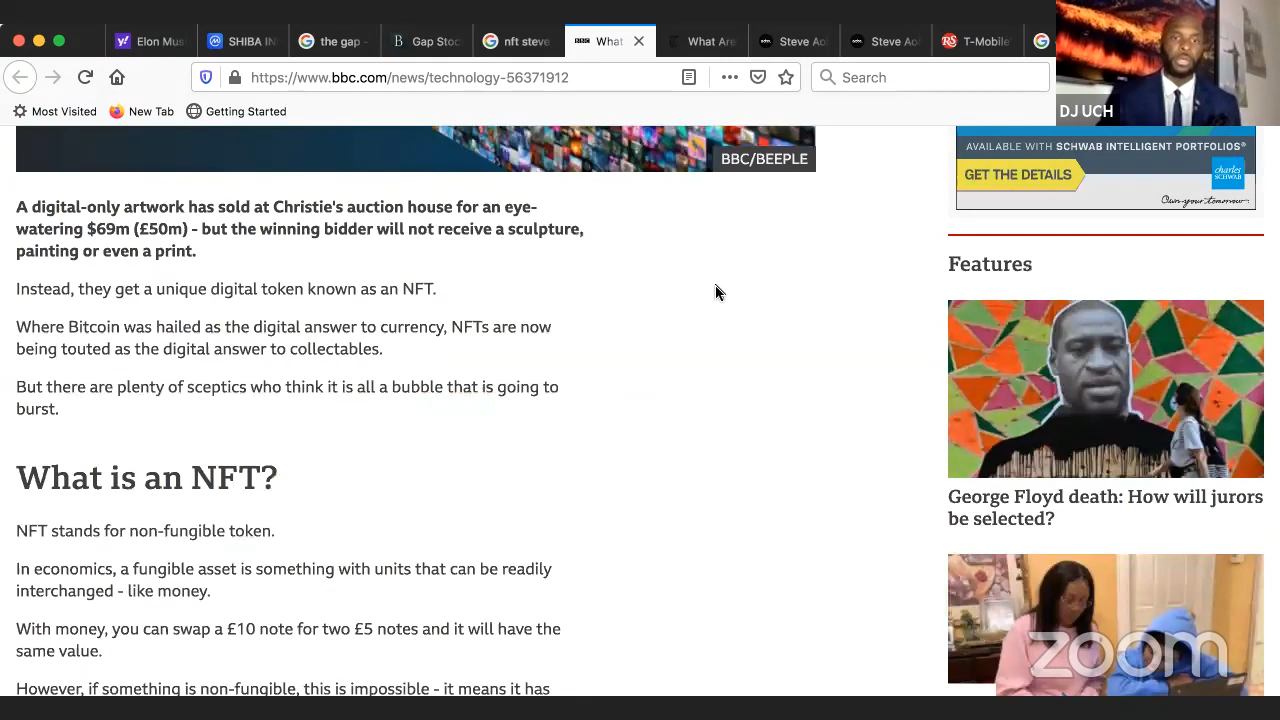 Elon Mus
SHIBA IN
the gap -
Gap Stoc
nft steve
What
What Are
Steve Ao
Steve Ao
T-Mobile
https://www.bbc.com/news/technology-56371912
Search
Most Visited
New Tab
Getting Started
DJ UCH
BBC/BEEPLE
AVAILABLE WITH SCHWAB INTELLIGENT PORTFOLIOS®
GET THE DETAILS
charles
SCHWAB
Own your tomorrow.
A digital-only artwork has sold at Christie's auction house for an eye-
watering $69m (£50m) - but the winning bidder will not receive a sculpture,
painting or even a print.
Instead, they get a unique digital token known as an NFT.
Where Bitcoin was hailed as the digital answer to currency, NFTs are now
being touted as the digital answer to collectables.
But there are plenty of sceptics who think it is all a bubble that is going to
burst.
What is an NFT?
NFT stands for non-fungible token.
In economics, a fungible asset is something with units that can be readily
interchanged - like money.
With money, you can swap a £10 note for two £5 notes and it will have the
same value.
However, if something is non-fungible, this is impossible - it means it has
Features
George Floyd death: How will jurors
be selected?
zoom